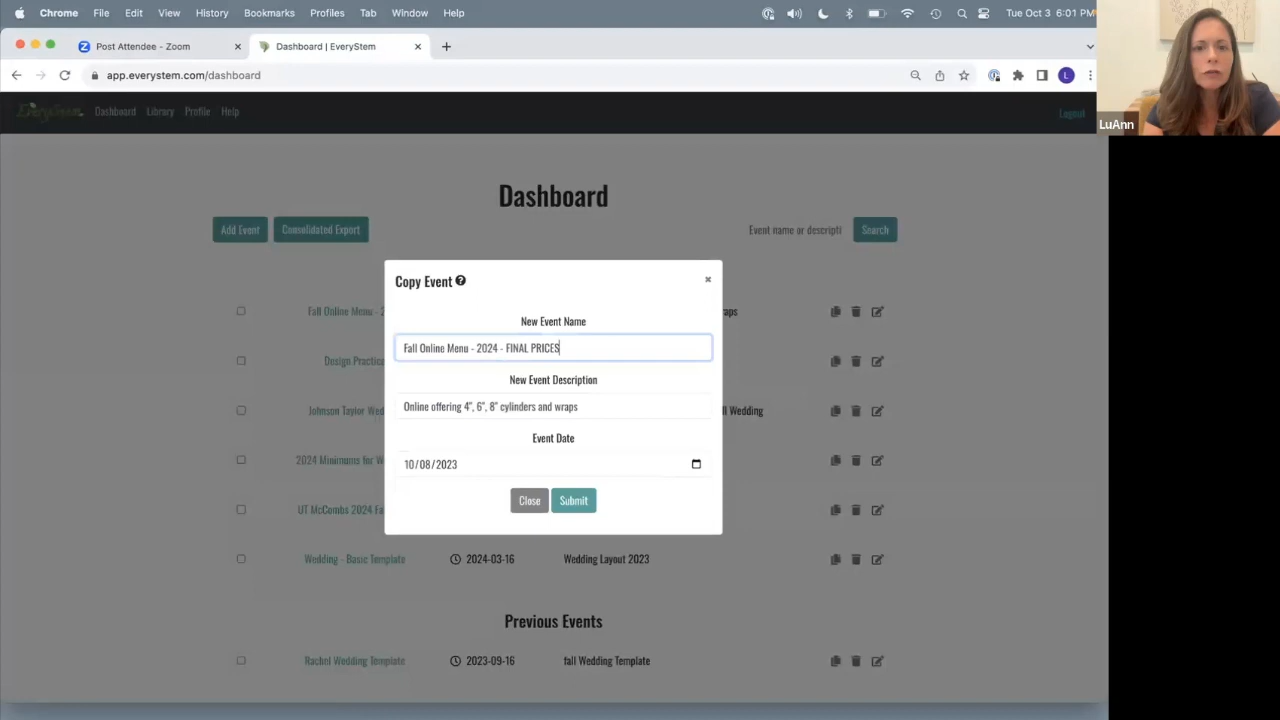 Chrome File Edit View History Bookmarks Profiles Tab Window Help Tue Oct 3 6:01 PM
Post Attendee - Zoom Dashboard | EveryStem
app.everystem.com/dashboard L
LuAnn
EveryStem Dashboard Library Profile Help Logout
Dashboard
Add Event Consolidated Export Event name or descripti Search
Copy Event
Fall Online Menu - 2
New Event Name
Fall Online Menu - 2024 - FINAL PRICES
Design Practice
New Event Description
Online offering 4", 6", 8" cylinders and wraps
Johnson Taylor Wed ll Wedding
Event Date
2024 Minimums for W
10/08/2023
Close Submit
UT McCombs 2024 Fa
Wedding - Basic Template 2024-03-16 Wedding Layout 2023
Previous Events
Rachel Wedding Template 2023-09-16 fall Wedding Template